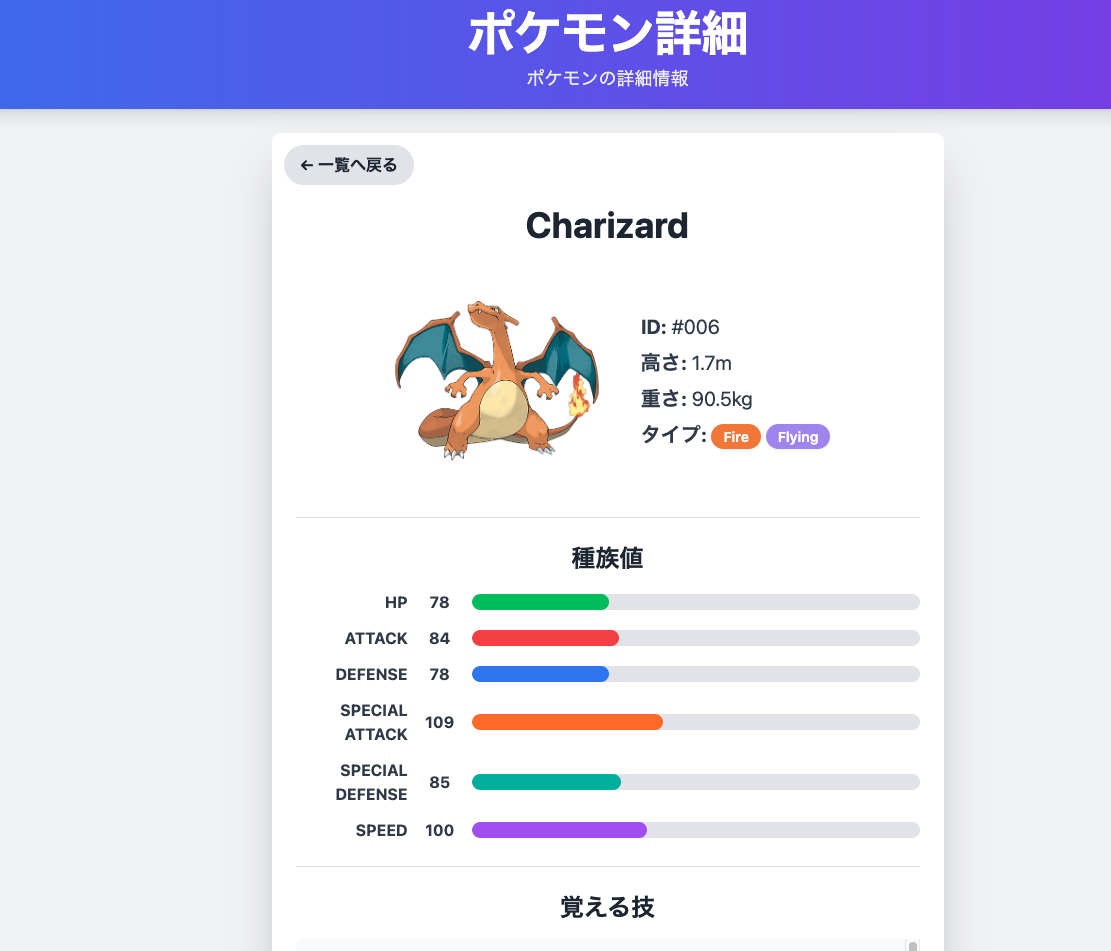 ポケモン詳細
ポケモンの詳細情報
← 一覧へ戻る
Charizard
ID: #006
高さ: 1.7m
重さ: 90.5kg
タイプ: Fire Flying
種族値
HP 78
ATTACK 84
DEFENSE 78
SPECIAL
ATTACK 109
SPECIAL
DEFENSE 85
SPEED 100
覚える技